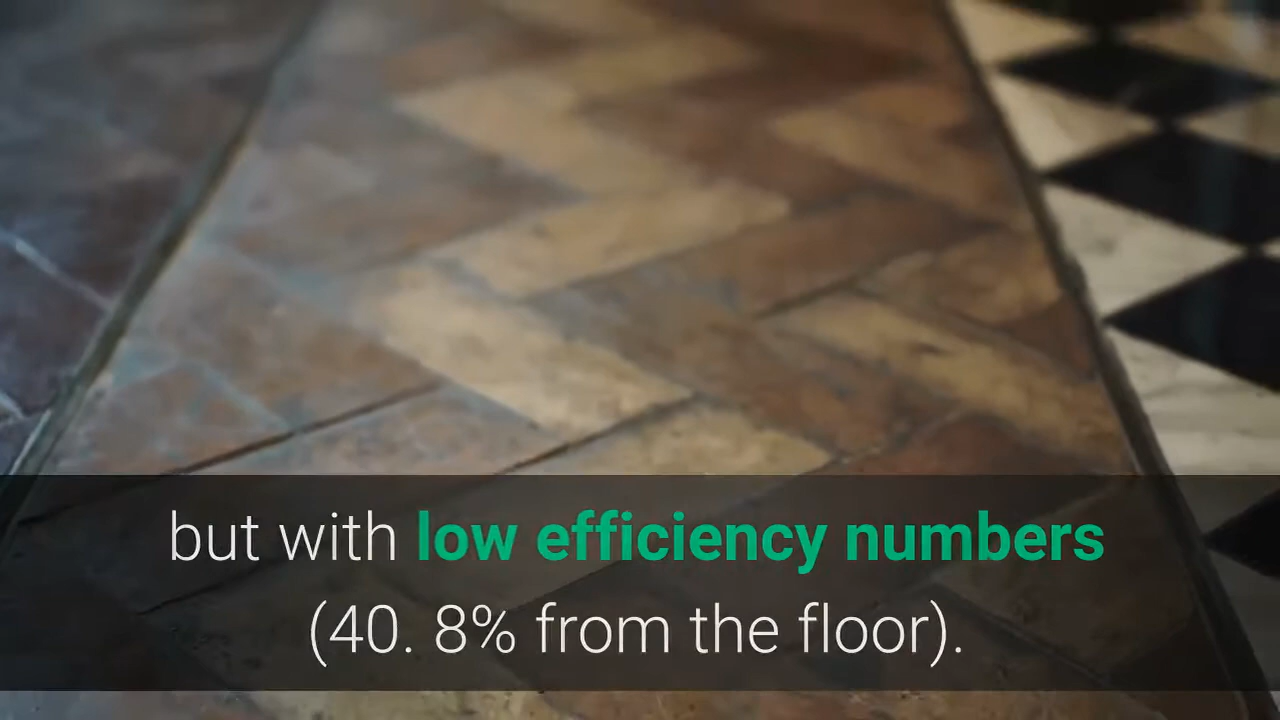 but with low efficiency numbers
(40. 8% from the floor).